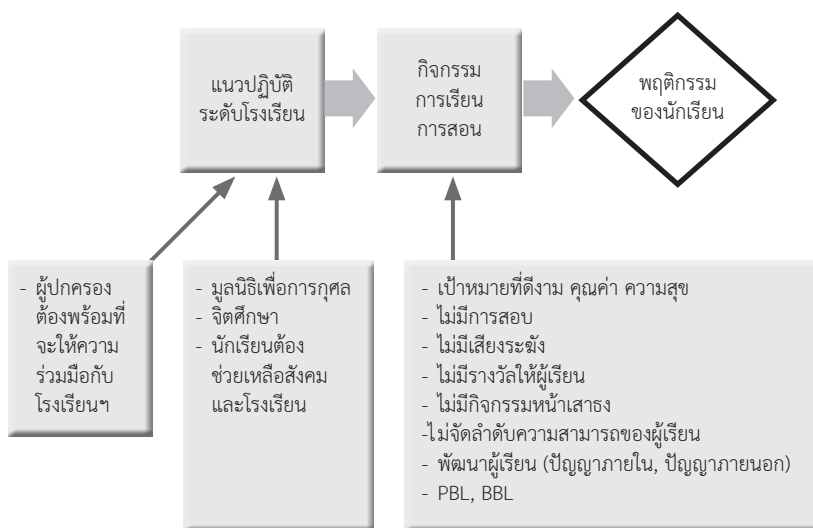 แนวปฏิบัติ
ระดับโรงเรียน
กิจกรรม
การเรียน
การสอน
พฤติกรรม
ของนักเรียน
- ผู้ปกครอง
ต้องพร้อมที่
จะให้ความ
ร่วมมือกับ
โรงเรียนฯ
- มูลนิธิเพื่อการกุศล
- จิตศึกษา
- นักเรียนต้อง
ช่วยเหลือสังคม
และโรงเรียน
- เป้าหมายที่ดีงาม คุณค่า ความสุข
- ไม่มีการสอบ
- ไม่มีเสียงระฆัง
- ไม่มีรางวัลให้ผู้เรียน
- ไม่มีกิจกรรมหน้าเสาธง
-ไม่จัดลำดับความสามารถของผู้เรียน
- พัฒนาผู้เรียน (ปัญญาภายใน, ปัญญาภายนอก)
- PBL, BBL